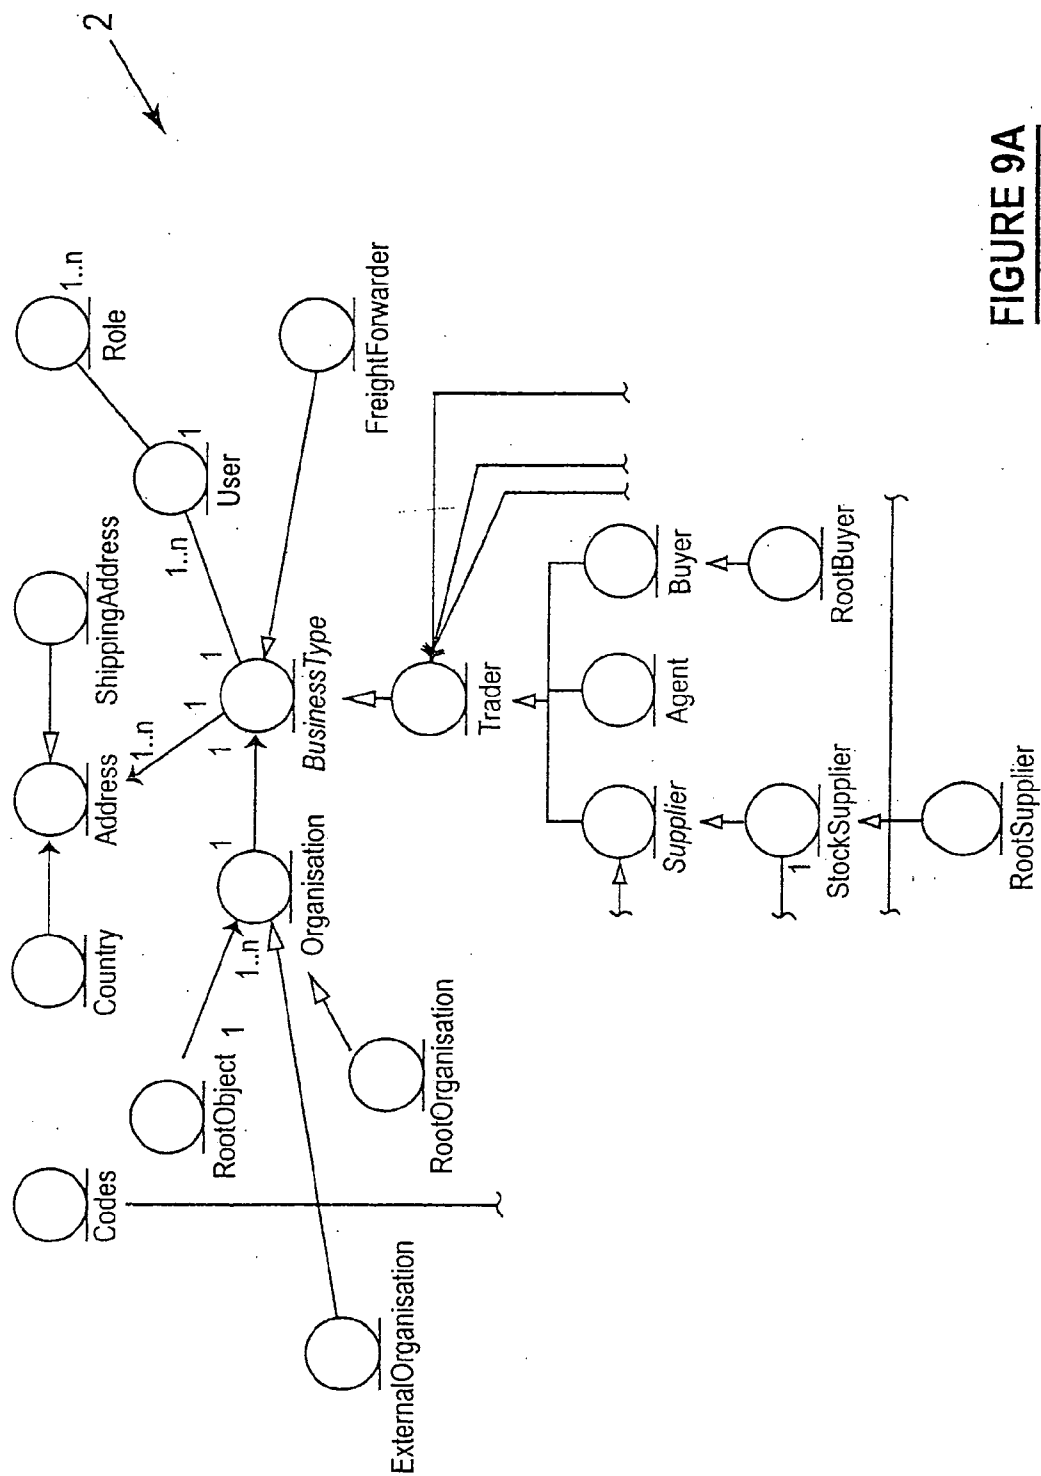 2
Codes
Country
Address
ShippingAddress
Role
1..n
1..n
User
1
1..n
RootObject
1
1..n
Organisation
1
1
1
1
BusinessType
FreightForwarder
ExternalOrganisation
RootOrganisation
Trader
Supplier
Agent
Buyer
StockSupplier
1
RootBuyer
RootSupplier
FIGURE 9A